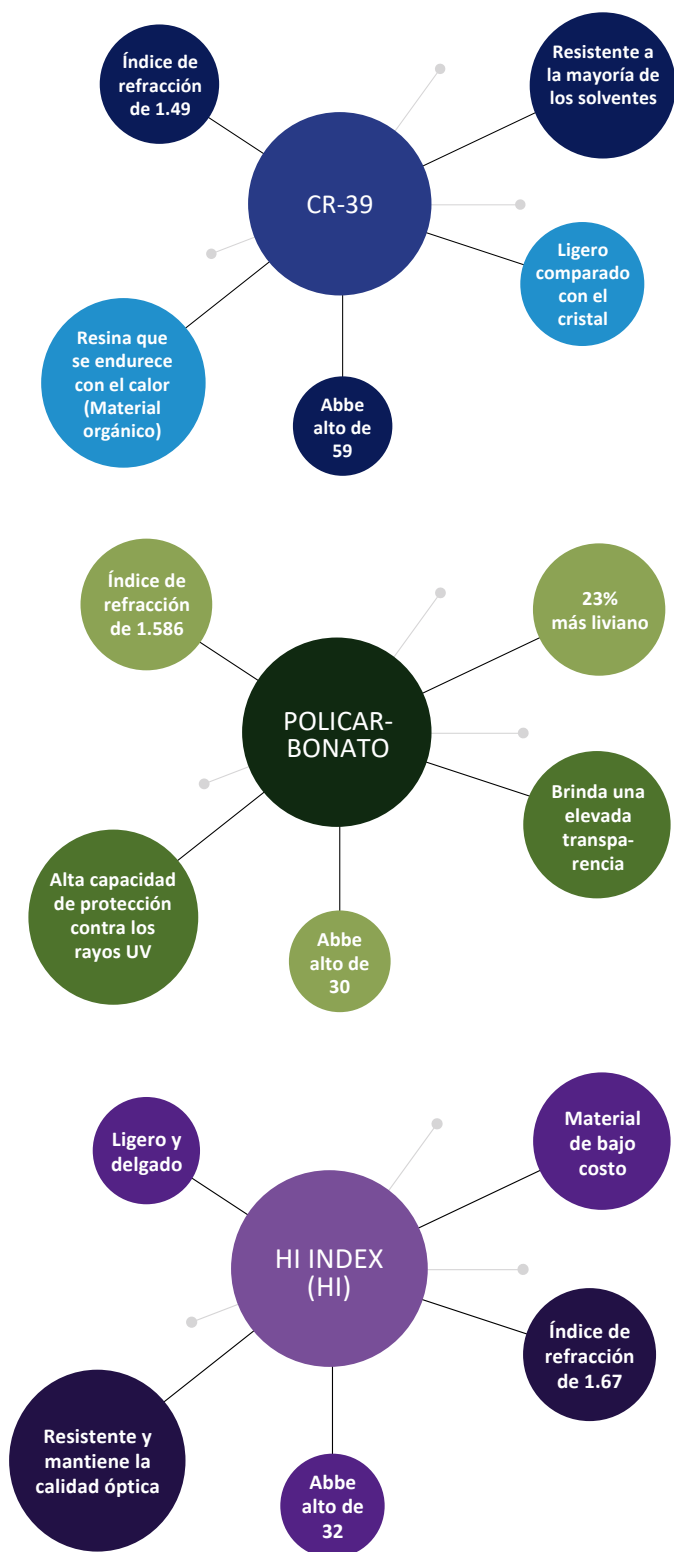 Índice de
refracción
de 1.49
Resistente a
la mayoría de
los solventes
CR-39
Ligero
comparado
con el
cristal
Resina que
se endurece
con el calor
(Material
orgánico)
Abbe
alto de
59
Índice de
refracción
de 1.586
23%
más liviano
POLICAR-
BONATO
Brinda una
elevada
transpa-
rencia
Alta capacidad
de protección
contra los
rayos UV
Abbe
alto de
30
Ligero y
delgado
Material
de bajo
costo
HI INDEX
(HI)
Índice de
refracción
de 1.67
Resistente y
mantiene la
calidad óptica
Abbe
alto de
32